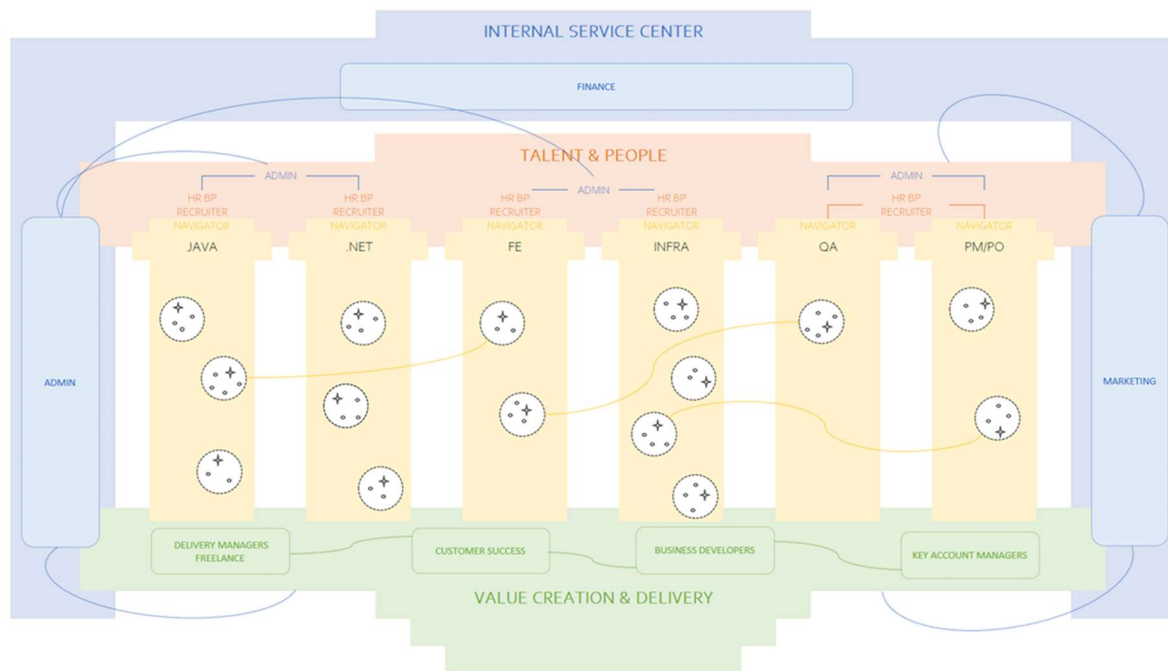 INTERNAL SERVICE CENTER
FINANCE
TALENT & PEOPLE
ADMIN
ADMIN
ADMIN
HR BP
RECRUITER
HR BP
RECRUITER
HR BP
RECRUITER
HR BP
RECRUITER
HR BP
RECRUITER
NAVIGATOR
JAVA
NAVIGATOR
.NET
NAVIGATOR
FE
NAVIGATOR
INFRA
NAVIGATOR
QA
NAVIGATOR
PM/PO
ADMIN
MARKETING
DELIVERY MANAGERS
FREELANCE
CUSTOMER SUCCESS
BUSINESS DEVELOPERS
KEY ACCOUNT MANAGERS
VALUE CREATION & DELIVERY